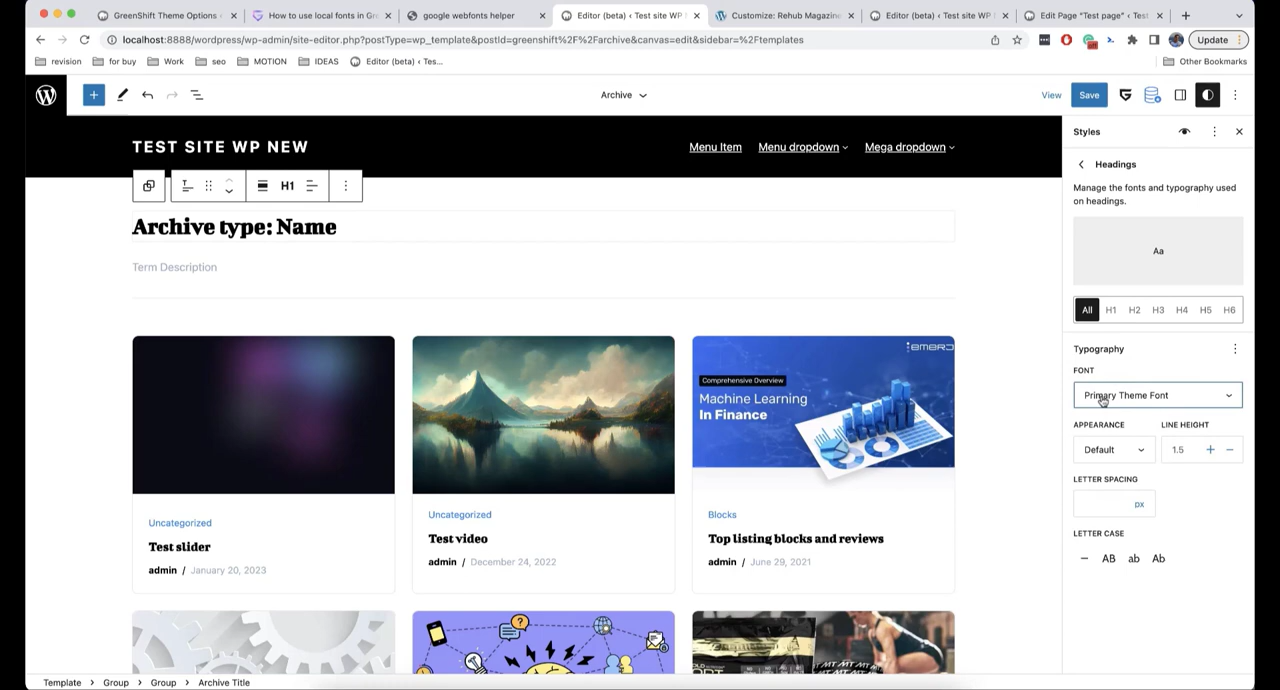 GreenShift Theme Options ‹
How to use local fonts in Gre
google webfonts helper
Editor (beta) ‹ Test site WP
Customize: Rehub Magazine
Editor (beta) ‹ Test site WP
Edit Page "Test page" ‹ Test
localhost:8888/wordpress/wp-admin/site-editor.php?postType=wp_template&postId=greenshift%2F%2Farchive&canvas=edit&sidebar=%2Ftemplates
Update
revision
for buy
Work
seo
MOTION
IDEAS
Editor (beta) ‹ Tes...
Other Bookmarks
Archive
View
Save
TEST SITE WP NEW
Menu Item
Menu dropdown
Mega dropdown
H1
Archive type: Name
Term Description
Uncategorized
Test slider
admin / January 20, 2023
Uncategorized
Test video
admin / December 24, 2022
Comprehensive Overview
Machine Learning
In Finance
Blocks
Top listing blocks and reviews
admin / June 29, 2021
Styles
Headings
Manage the fonts and typography used
on headings.
Aa
All H1 H2 H3 H4 H5 H6
Typography
FONT
Primary Theme Font
APPEARANCE
LINE HEIGHT
Default
1.5
LETTER SPACING
px
LETTER CASE
– AB ab Ab
Template > Group > Group > Archive Title